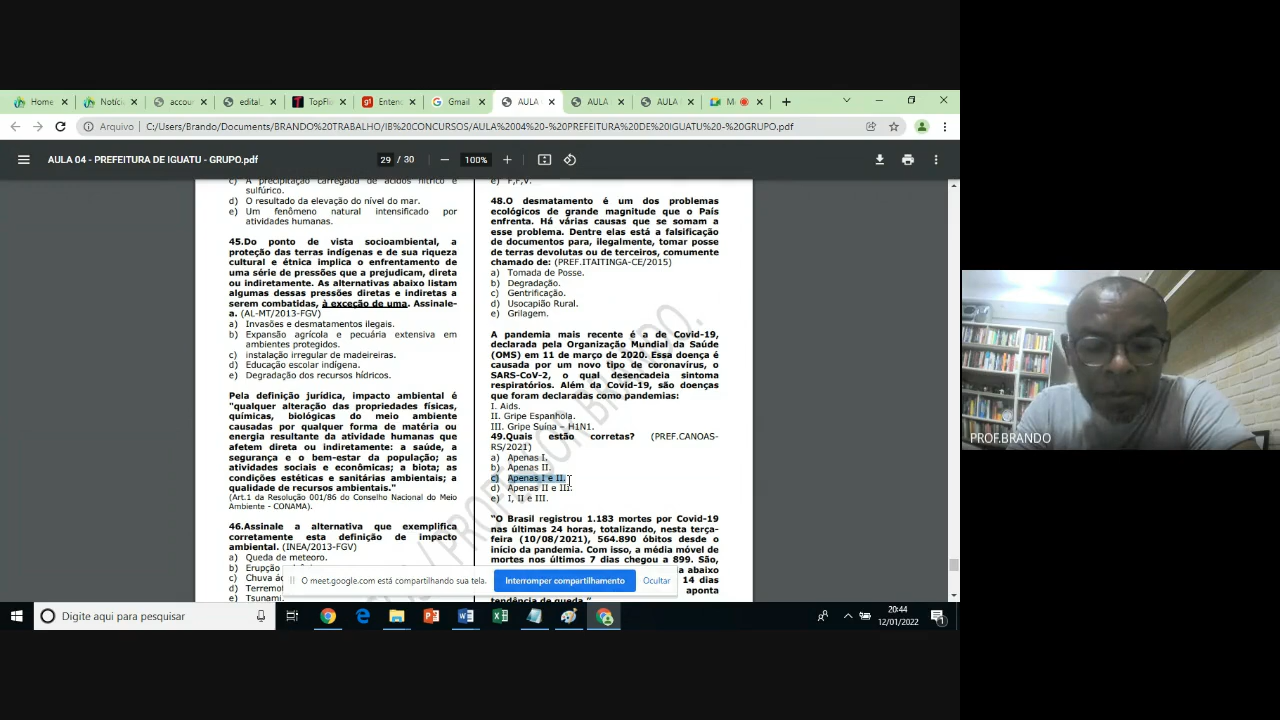 Home
Notíci
accou
edital_
TopFlo
Enten
Gmail
AULA
AULA
AULA
M
Arquivo
C:/Users/Brando/Documents/BRANDO%20TRABALHO/IB%20CONCURSOS/AULA%2004%20-%20PREFEITURA%20DE%20IGUATU%20-%20GRUPO.pdf
AULA 04 - PREFEITURA DE IGUATU - GRUPO.pdf
29 / 30
100%
c) A precipitação carregada de ácidos nítrico e
sulfúrico.
d) O resultado da elevação do nível do mar.
e) Um fenômeno natural intensificado por
atividades humanas.
45.Do ponto de vista socioambiental, a
proteção das terras indígenas e de sua riqueza
cultural e étnica implica o enfrentamento de
uma série de pressões que a prejudicam, direta
ou indiretamente. As alternativas abaixo listam
algumas dessas pressões diretas e indiretas a
serem combatidas, à exceção de uma. Assinale-
a. (AL-MT/2013-FGV)
a) Invasões e desmatamentos ilegais.
b) Expansão agrícola e pecuária extensiva em
ambientes protegidos.
c) instalação irregular de madeireiras.
d) Educação escolar indígena.
e) Degradação dos recursos hídricos.
Pela definição jurídica, impacto ambiental é
"qualquer alteração das propriedades físicas,
químicas, biológicas do meio ambiente
causadas por qualquer forma de matéria ou
energia resultante da atividade humanas que
afetem direta ou indiretamente: a saúde, a
segurança e o bem-estar da população; as
atividades sociais e econômicas; a biota; as
condições estéticas e sanitárias ambientais; a
qualidade de recursos ambientais."
(Art.1 da Resolução 001/86 do Conselho Nacional do Meio
Ambiente - CONAMA).
46.Assinale a alternativa que exemplifica
corretamente esta definição de impacto
ambiental. (INEA/2013-FGV)
a) Queda de meteoro.
b) Erupç
c) Chuva ác
d) Terremo
e) Tsunami.
e) F,F,V.
48.O desmatamento é um dos problemas
ecológicos de grande magnitude que o País
enfrenta. Há várias causas que se somam a
esse problema. Dentre elas está a falsificação
de documentos para, ilegalmente, tomar posse
de terras devolutas ou de terceiros, comumente
chamado de: (PREF.ITAITINGA-CE/2015)
a) Tomada de Posse.
b) Degradação.
c) Gentrificação.
d) Usocapião Rural.
e) Grilagem.
A pandemia mais recente é a de Covid-19,
declarada pela Organização Mundial da Saúde
(OMS) em 11 de março de 2020. Essa doença é
causada por um novo tipo de coronavírus, o
SARS-CoV-2, o qual desencadeia sintoma
respiratórios. Além da Covid-19, são doenças
que foram declaradas como pandemias:
I. Aids.
II. Gripe Espanhola.
III. Gripe Suína – H1N1.
49.Quais estão corretas? (PREF.CANOAS-
RS/2021)
a) Apenas I.
b) Apenas II.
c) Apenas I e II.
d) Apenas II e III.
e) I, II e III.
"O Brasil registrou 1.183 mortes por Covid-19
nas últimas 24 horas, totalizando, nesta terça-
feira (10/08/2021), 564.890 óbitos desde o
início da pandemia. Com isso, a média móvel de
mortes nos últimos 7 dias chegou a 899. São,
abaixo
14 dias
aponta
tendência de queda."
PROFESSOR BRANDO.
O meet.google.com está compartilhando sua tela.
Interromper compartilhamento
Ocultar
PROF.BRANDO
Digite aqui para pesquisar
20:44
12/01/2022
1